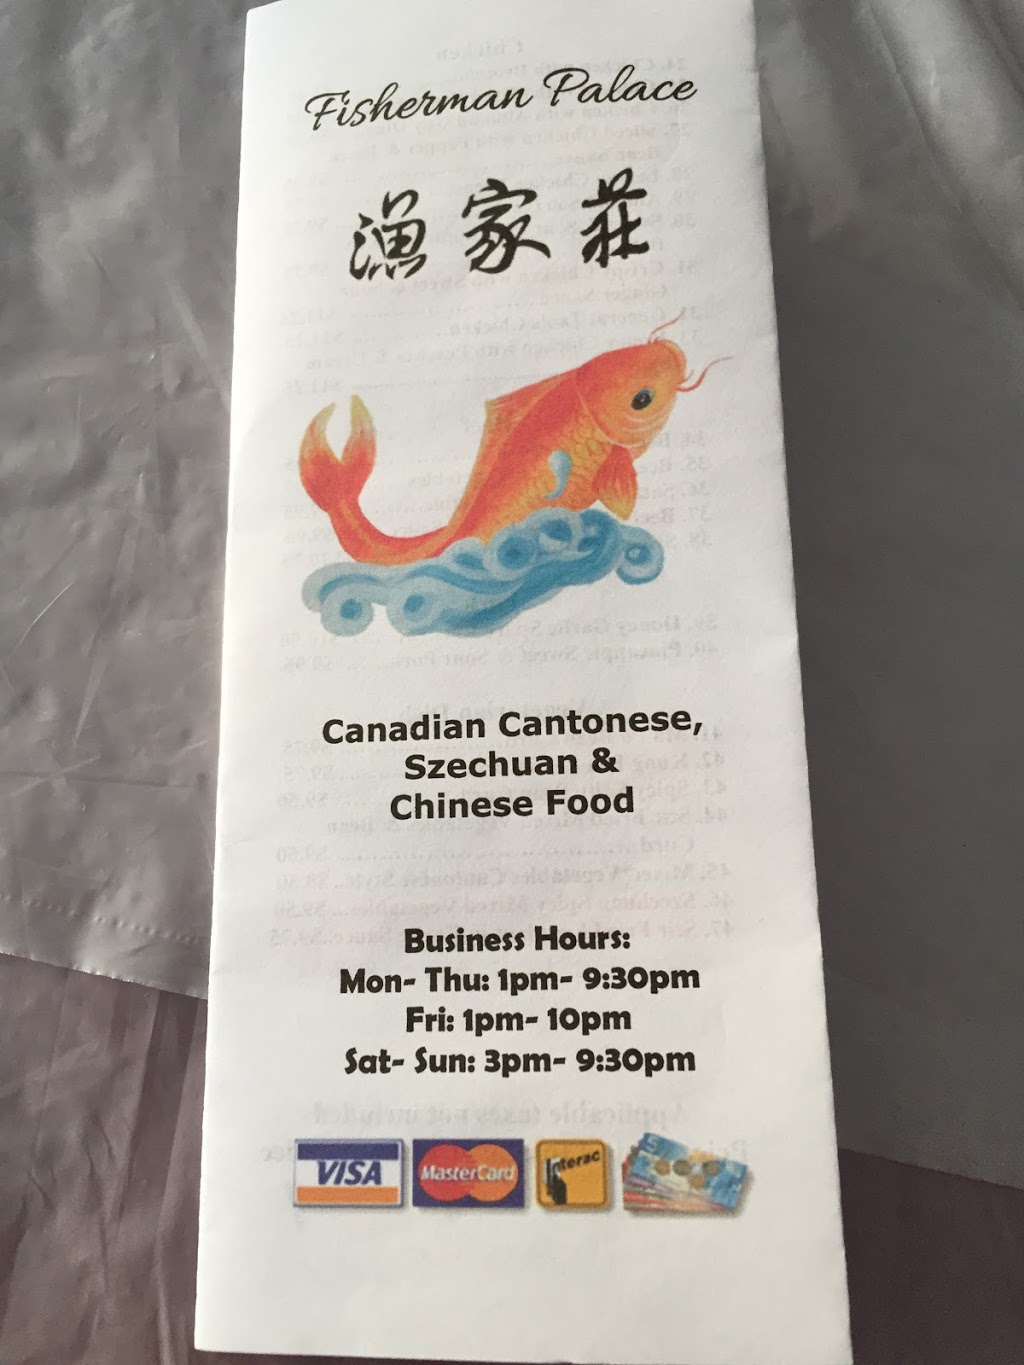 Fisherman Palace
漁家莊
Canadian Cantonese,
Szechuan &
Chinese Food
Business Hours:
Mon- Thu: 1pm- 9:30pm
Fri: 1pm- 10pm
Sat- Sun: 3pm- 9:30pm
VISA MasterCard Interac